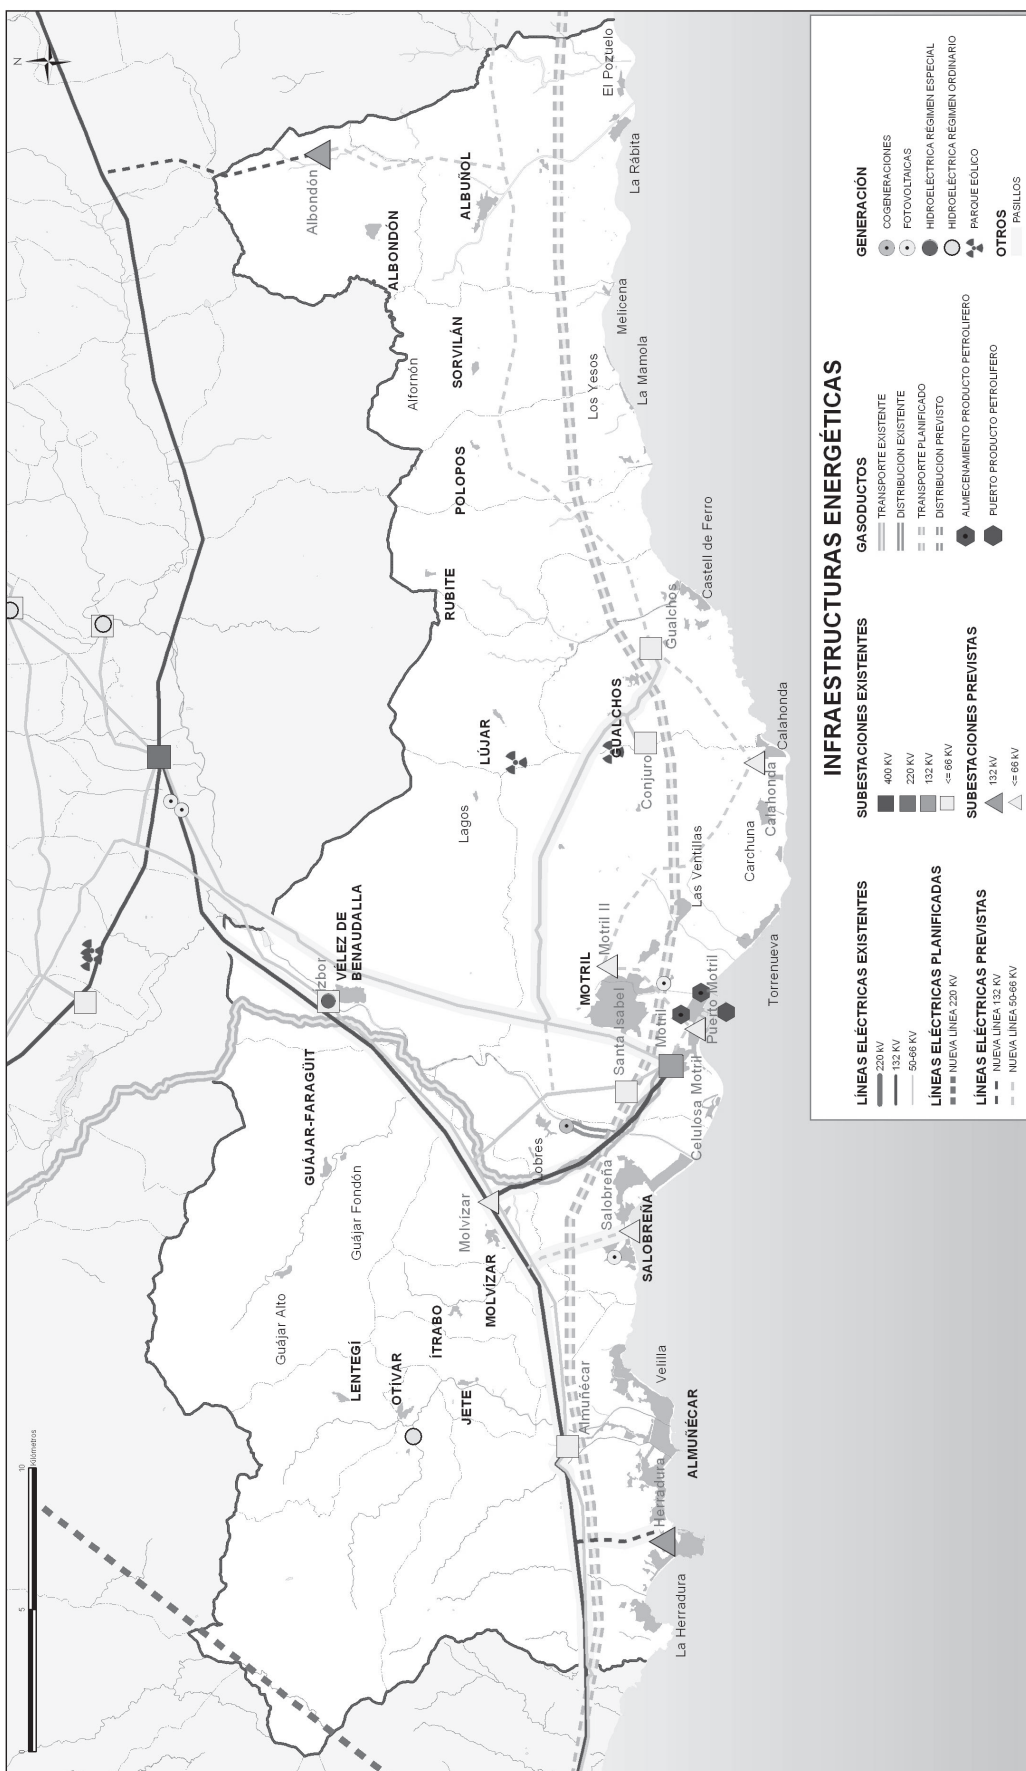 N
Kilómetros
0
5
10
El Pozuelo
La Rábita
Albondón
ALBONDÓN
ALBUÑOL
Melicena
SORVILÁN
Alfornón
Los Yesos
La Mamola
POLOPOS
RUBITE
Castell de Ferro
Gualchos
GUALCHOS
LÚJAR
Lagos
Conjuro
Calahonda
Calahonda
Carchuna
Las Ventillas
Torrenueva
VÉLEZ DE
BENAUDALLA
Izbor
MOTRIL
Motril II
Santa Isabel
Motril
Puerto Motril
Celulosa Motril
GUÁJAR-FARAGÜIT
Guájar Fondón
Guájar Alto
Lobres
Salobreña
SALOBREÑA
Molvízar
MOLVÍZAR
ÍTRABO
LENTEGÍ
OTÍVAR
JETE
Velilla
Almuñécar
ALMUÑÉCAR
Herradura
La Herradura
INFRAESTRUCTURAS ENERGÉTICAS
LÍNEAS ELÉCTRICAS EXISTENTES
220 KV
132 KV
50-66 KV
LÍNEAS ELÉCTRICAS PLANIFICADAS
NUEVA LÍNEA 220 KV
LÍNEAS ELÉCTRICAS PREVISTAS
NUEVA LÍNEA 132 KV
NUEVA LÍNEA 50-66 KV
SUBESTACIONES EXISTENTES
400 KV
220 KV
132 KV
<= 66 KV
SUBESTACIONES PREVISTAS
132 KV
<= 66 KV
GASODUCTOS
TRANSPORTE EXISTENTE
DISTRIBUCION EXISTENTE
TRANSPORTE PLANIFICADO
DISTRIBUCION PREVISTO
ALMECENAMIENTO PRODUCTO PETROLIFERO
PUERTO PRODUCTO PETROLIFERO
GENERACIÓN
COGENERACIONES
FOTOVOLTAICAS
HIDROELÉCTRICA RÉGIMEN ESPECIAL
HIDROELÉCTRICA RÉGIMEN ORDINARIO
PARQUE EÓLICO
OTROS
PASILLOS